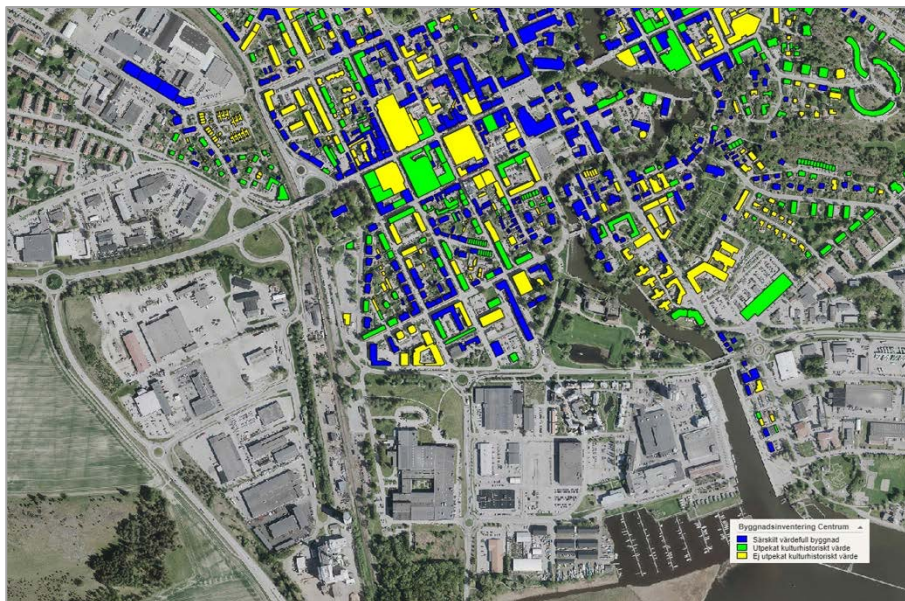 Byggnadsinventering Centrum
Särskilt värdefull byggnad
Utpekat kulturhistoriskt värde
Ej utpekat kulturhistoriskt värde